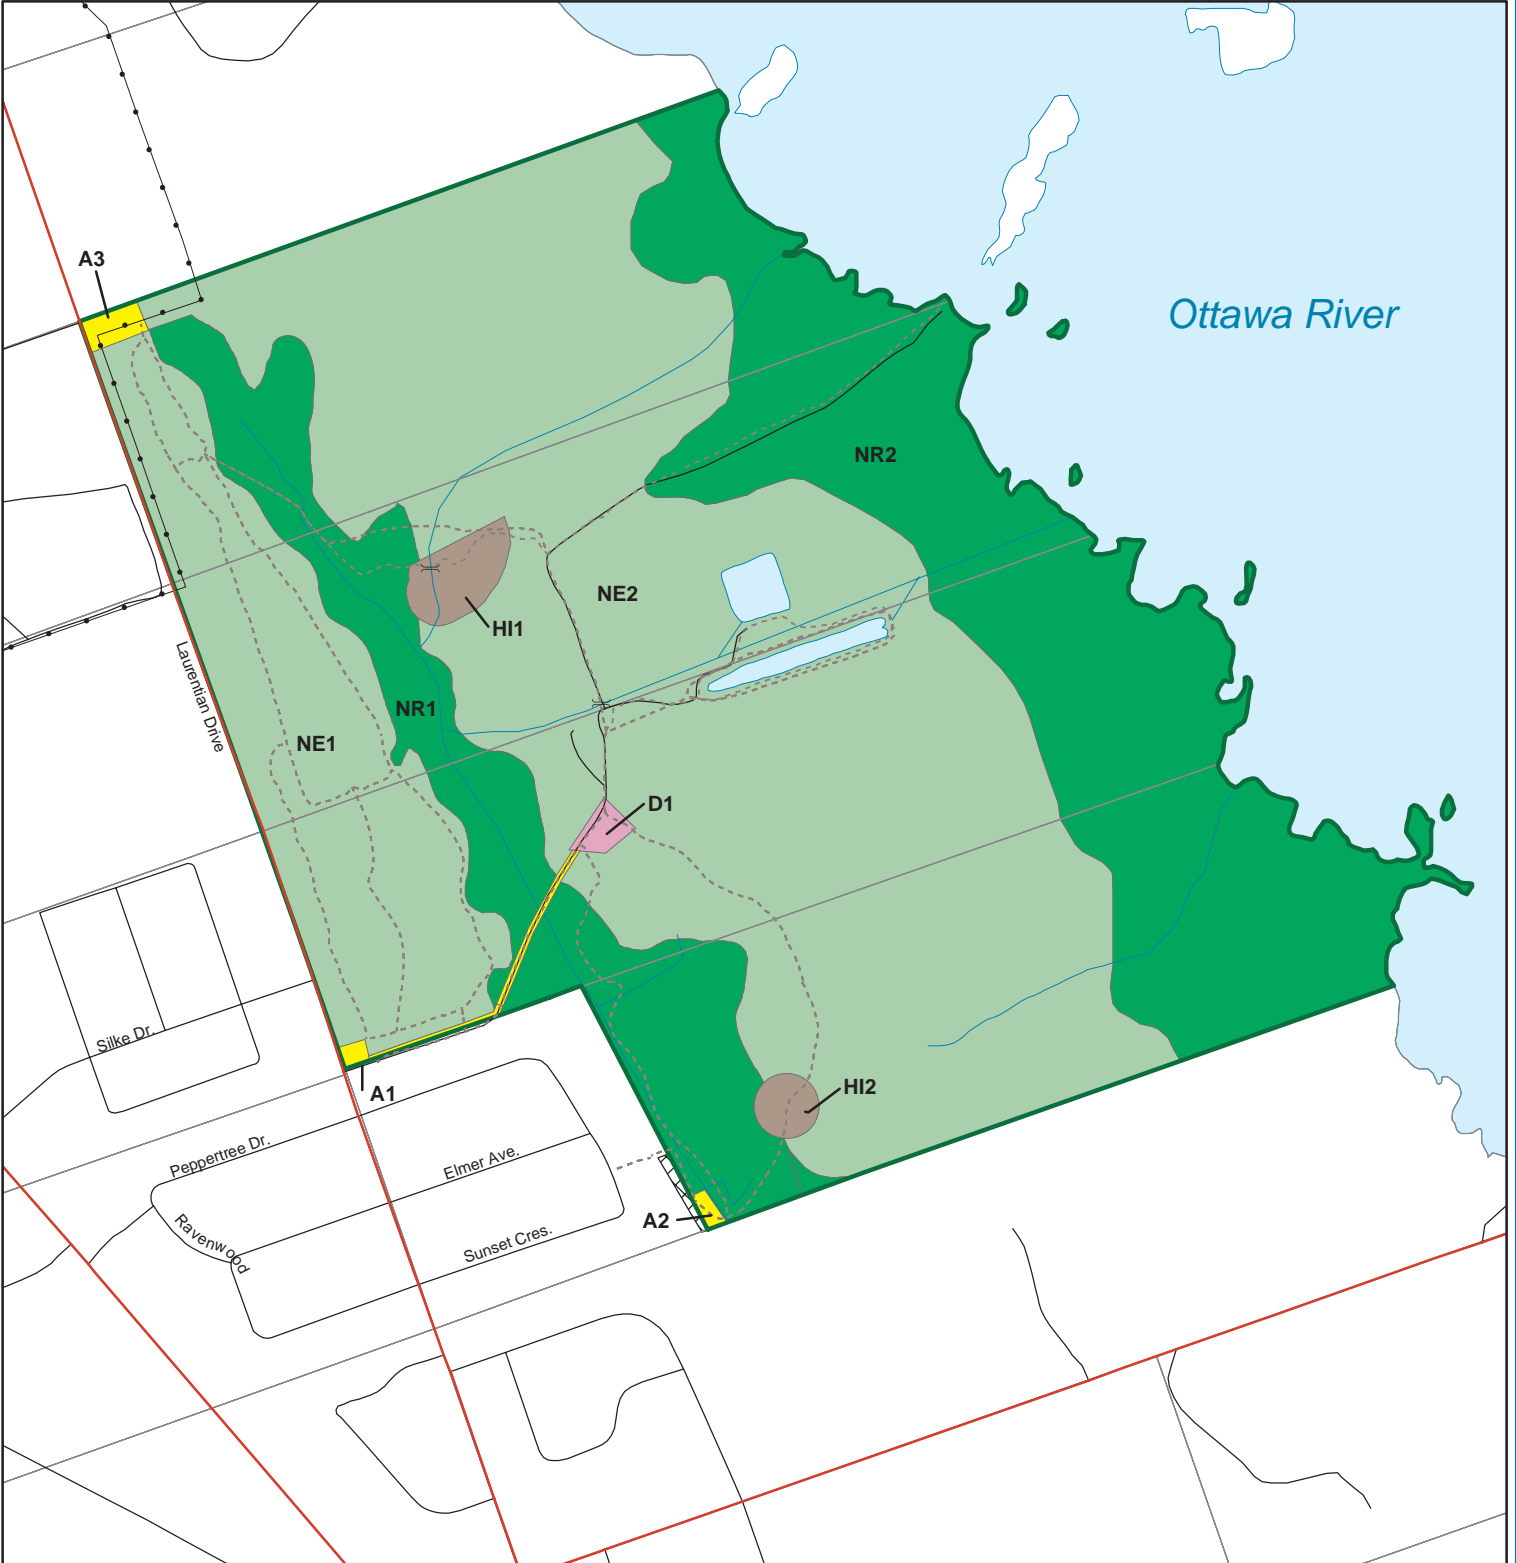 A3
Ottawa River
NR2
NE2
HI1
Laurentian Drive
NR1
NE1
D1
Silke Dr.
A1
HI2
Peppertree Dr.
Elmer Ave.
A2
Ravenwood
Sunset Cres.